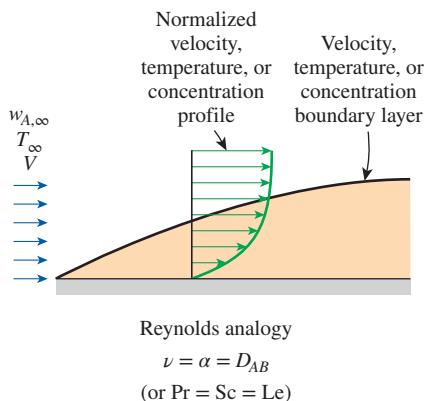 Normalized
velocity,
temperature, or
concentration
profile
Velocity,
temperature, or
concentration
boundary layer
w_{A,∞}
T_∞
V
Reynolds analogy
ν = α = D_{AB}
(or Pr = Sc = Le)